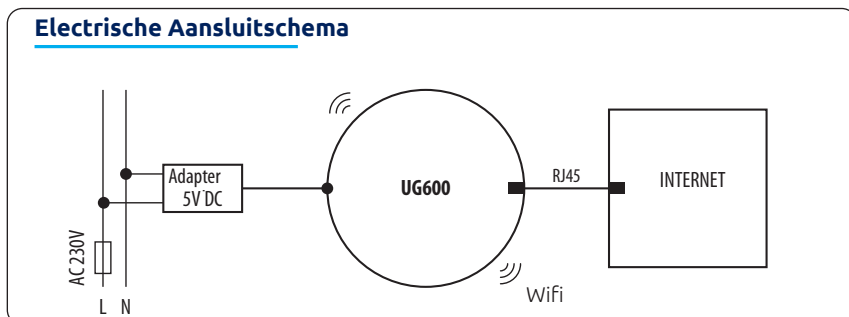 Electrische Aansluitschema
Adapter
5V DC
UG600
RJ45
INTERNET
AC 230V
Wifi
L N